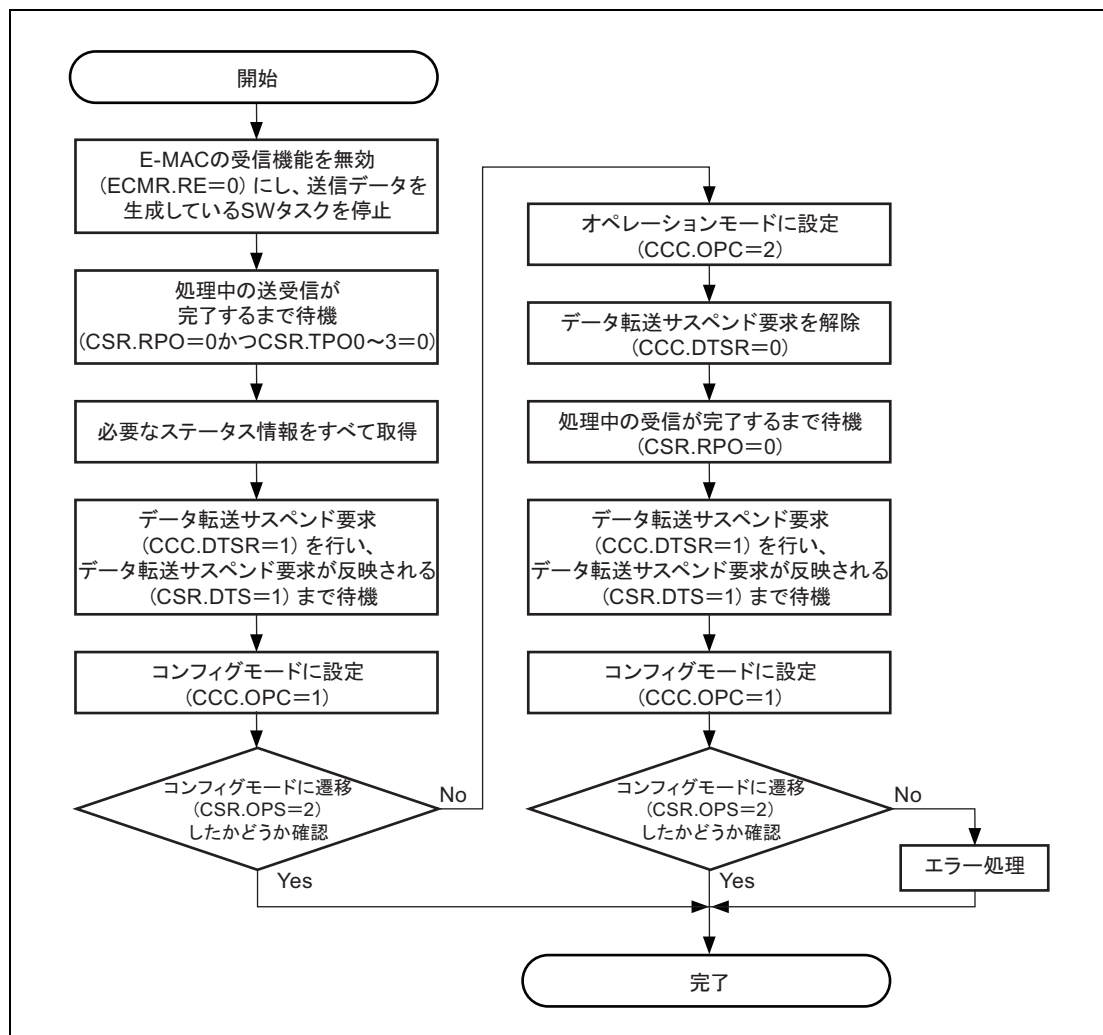 開始
E-MACの受信機能を無効
(ECMR.RE=0) にし、送信データを
生成しているSWタスクを停止
処理中の送受信が
完了するまで待機
(CSR.RPO=0かつCSR.TPO0~3=0)
必要なステータス情報をすべて取得
データ転送サスペンド要求
(CCC.DTSR=1) を行い、
データ転送サスペンド要求が反映される
(CSR.DTS=1) まで待機
コンフィグモードに設定
(CCC.OPC=1)
コンフィグモードに遷移
(CSR.OPS=2)
したかどうか確認
No
Yes
オペレーションモードに設定
(CCC.OPC=2)
データ転送サスペンド要求を解除
(CCC.DTSR=0)
処理中の受信が完了するまで待機
(CSR.RPO=0)
データ転送サスペンド要求
(CCC.DTSR=1) を行い、
データ転送サスペンド要求が反映される
(CSR.DTS=1) まで待機
コンフィグモードに設定
(CCC.OPC=1)
コンフィグモードに遷移
(CSR.OPS=2)
したかどうか確認
No
エラー処理
Yes
完了